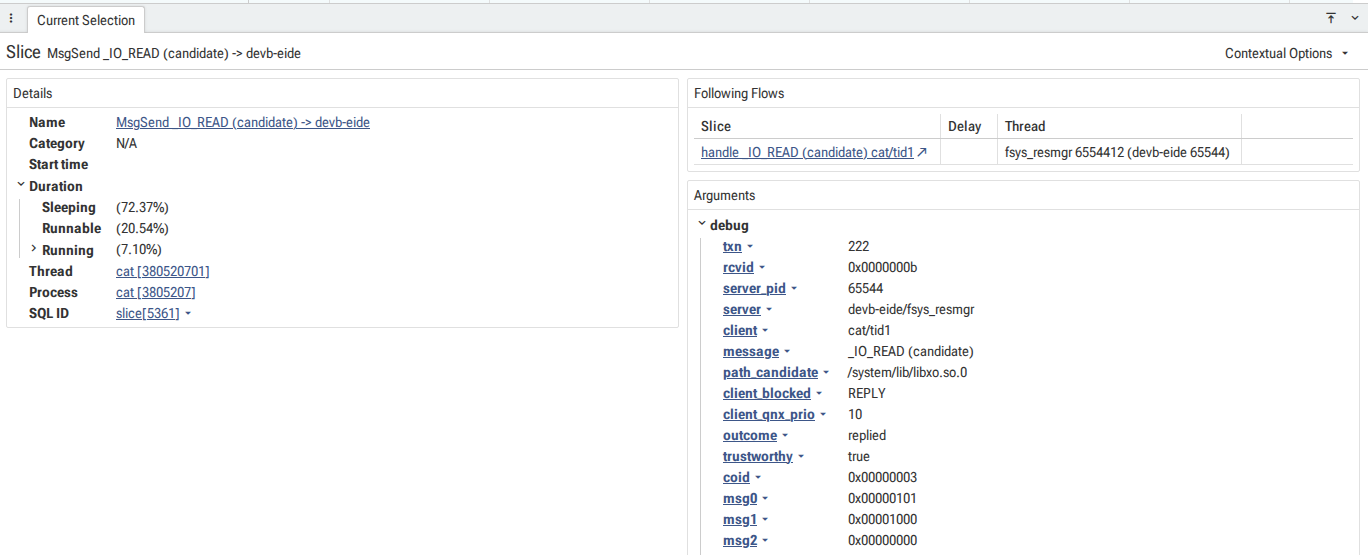 Current Selection
Slice MsgSend _IO_READ (candidate) -> devb-eide
Contextual Options
Details
Name MsgSend _IO_READ (candidate) -> devb-eide
Category N/A
Start time
Duration
Sleeping (72.37%)
Runnable (20.54%)
Running (7.10%)
Thread cat [380520701]
Process cat [3805207]
SQL ID slice[5361]
Following Flows
Slice Delay Thread
handle _IO_READ (candidate) cat/tid1 fsys_resmgr 6554412 (devb-eide 65544)
Arguments
debug
txn 222
rcvid 0x0000000b
server_pid 65544
server devb-eide/fsys_resmgr
client cat/tid1
message _IO_READ (candidate)
path_candidate /system/lib/libxo.so.0
client_blocked REPLY
client_qnx_prio 10
outcome replied
trustworthy true
coid 0x00000003
msg0 0x00000101
msg1 0x00001000
msg2 0x00000000